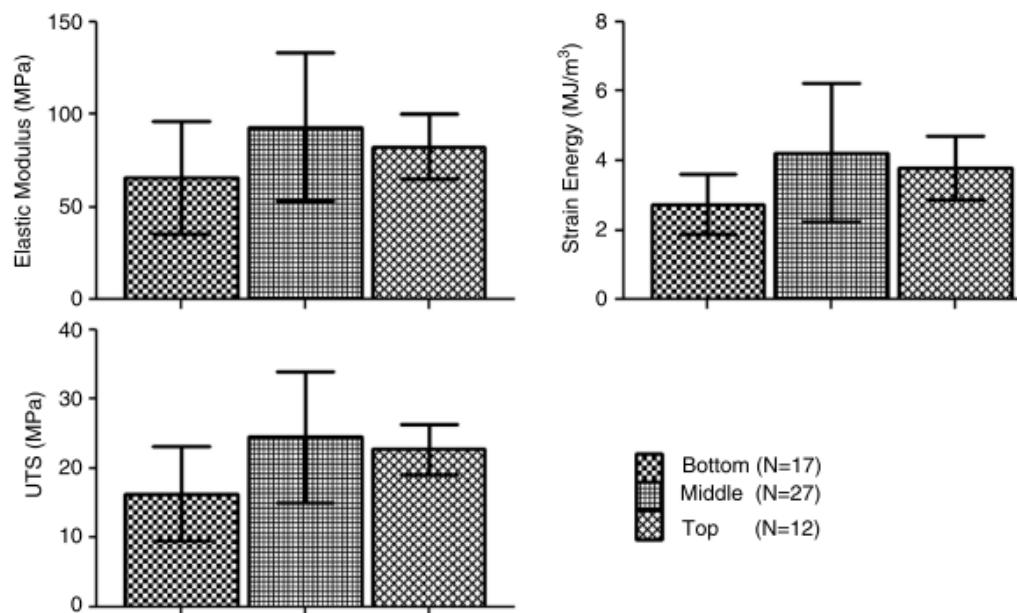 Elastic Modulus (MPa)
150
100
50
0
Strain Energy (MJ/m³)
8
6
4
2
0
UTS (MPa)
40
30
20
10
0
Bottom (N=17)
Middle (N=27)
Top (N=12)